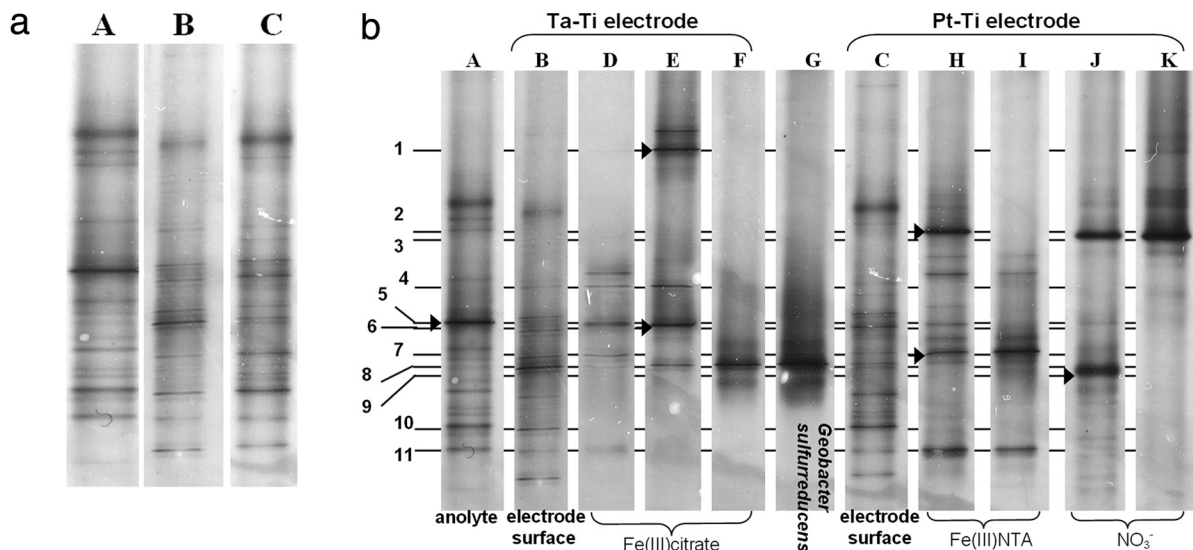 a
A B C
b
Ta-Ti electrode
Pt-Ti electrode
A B D E F G C H I J K
1
2
3
4
5
6
7
8
9
10
11
anolyte
electrode
surface
Fe(III)citrate
Geobacter
sulfurreducens
electrode
surface
Fe(III)NTA
NO₃⁻